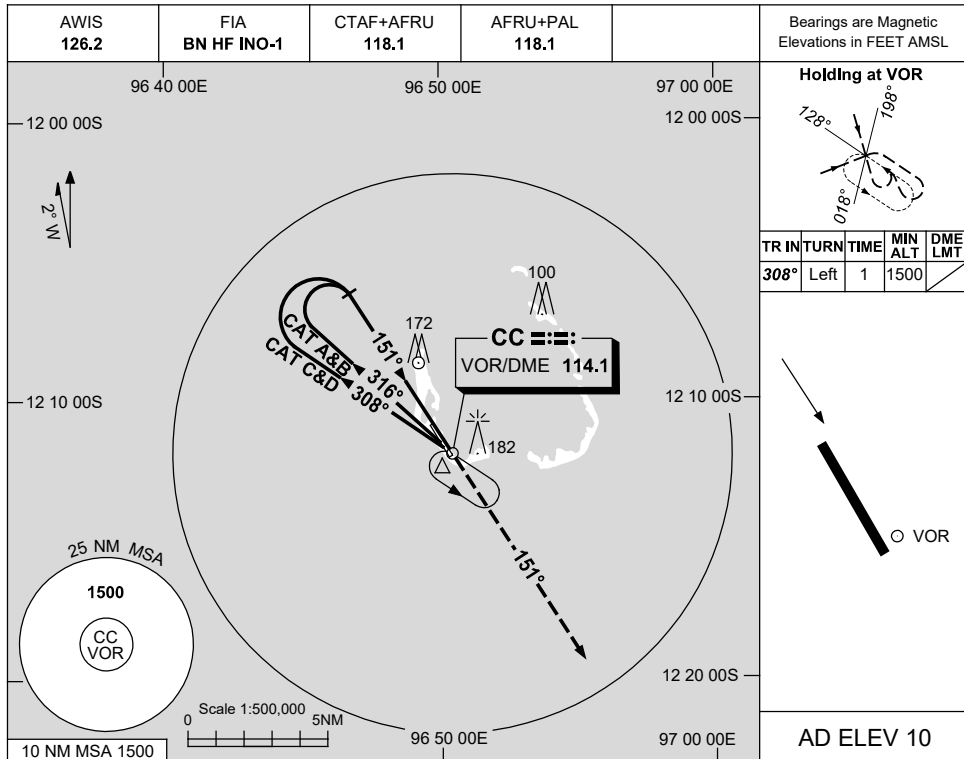 AWIS
126.2
FIA
BN HF INO-1
CTAF+AFRU
118.1
AFRU+PAL
118.1
Bearings are Magnetic
Elevations in FEET AMSL
96 40 00E
96 50 00E
97 00 00E
12 00 00S
12 00 00S
2° W
Holding at VOR
128°
198°
018°
TR IN TURN TIME MIN ALT DME LMT
308° Left 1 1500
100
172
CC
VOR/DME 114.1
151°
CAT A&B 316°
CAT C&D 308°
12 10 00S
12 10 00S
182
151°
VOR
25 NM MSA
1500
CC
VOR
12 20 00S
Scale 1:500,000
0 5NM
10 NM MSA 1500
96 50 00E
97 00 00E
AD ELEV 10